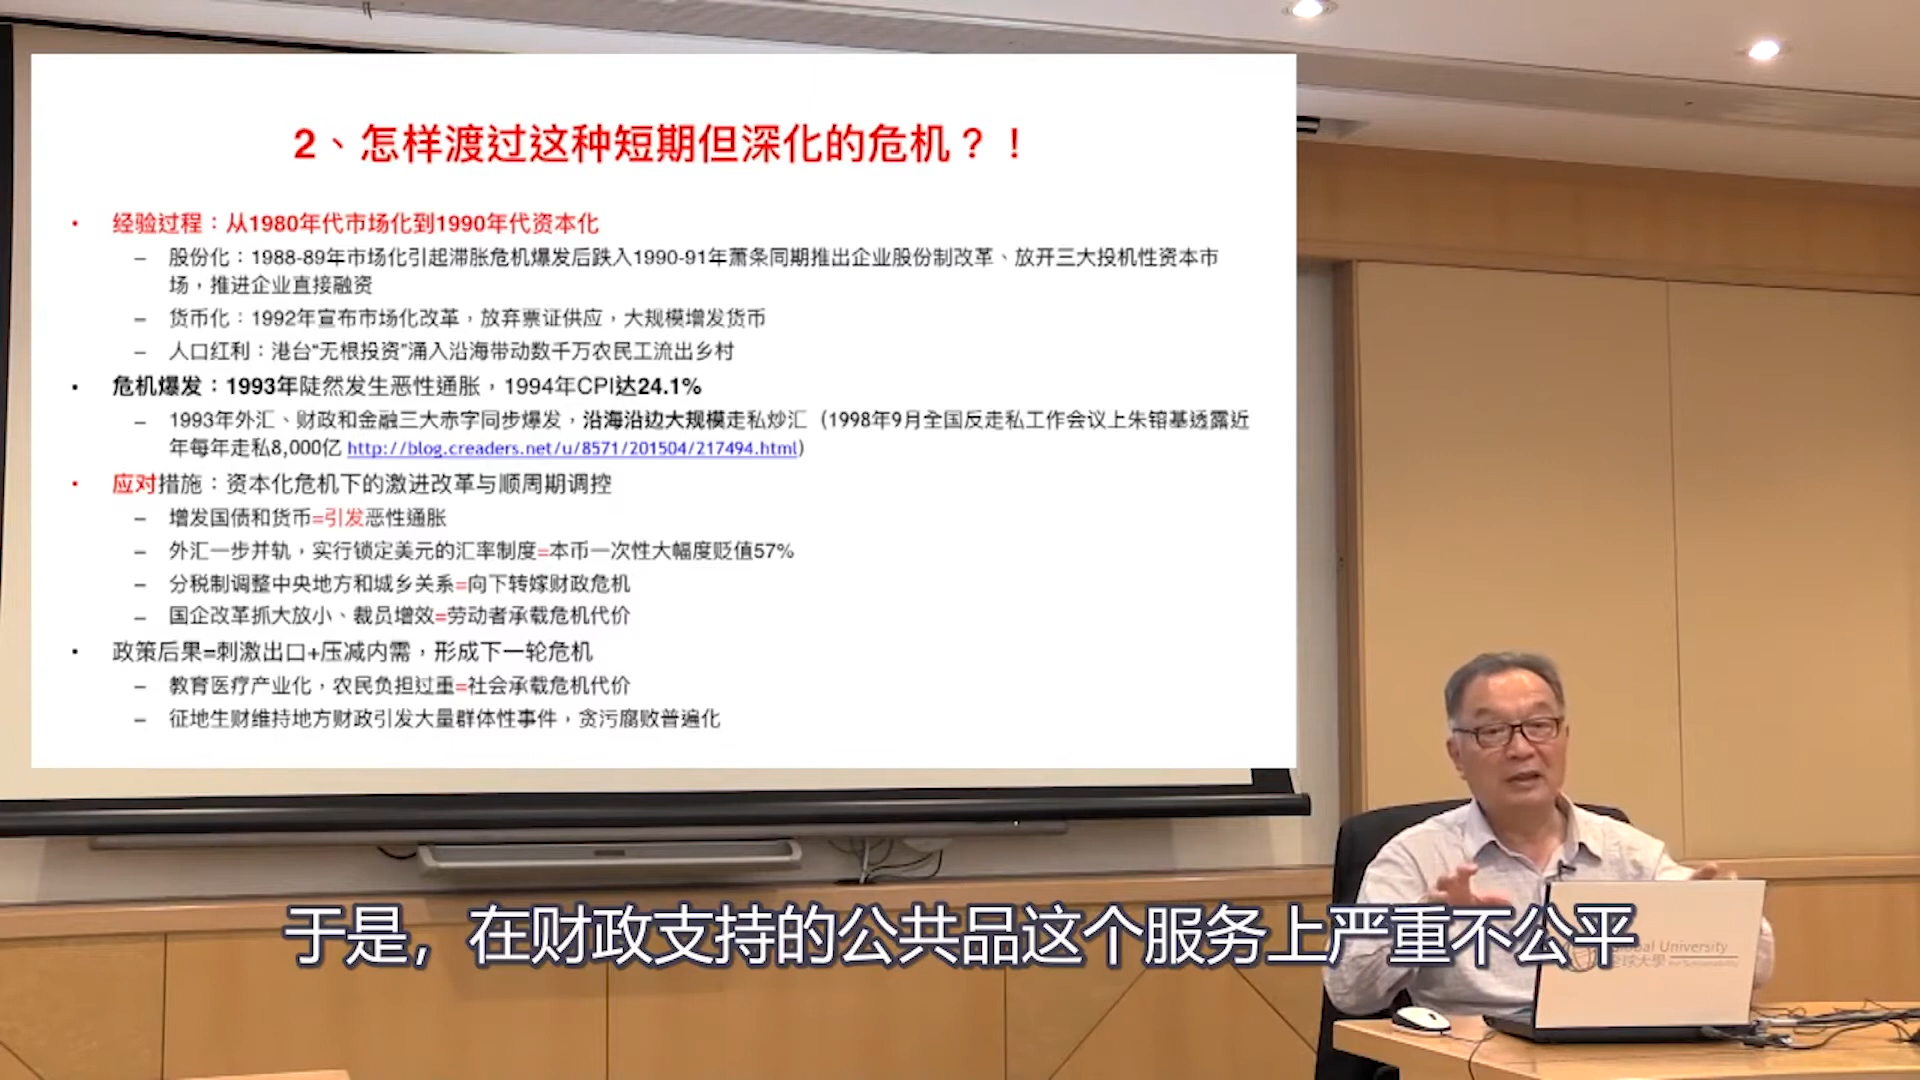 2、怎样渡过这种短期但深化的危机？！
• 经验过程：从1980年代市场化到1990年代资本化
– 股份化：1988-89年市场化引起滞胀危机爆发后跌入1990-91年萧条同期推出企业股份制改革、放开三大投机性资本市
场，推进企业直接融资
– 货币化：1992年宣布市场化改革，放弃票证供应，大规模增发货币
– 人口红利：港台“无根投资”涌入沿海带动数千万农民工流出乡村
• 危机爆发：1993年陡然发生恶性通胀，1994年CPI达24.1%
– 1993年外汇、财政和金融三大赤字同步爆发，沿海沿边大规模走私炒汇（1998年9月全国反走私工作会议上朱镕基透露近
年每年走私8,000亿 http://blog.creaders.net/u/8571/201504/217494.html）
• 应对措施：资本化危机下的激进改革与顺周期调控
– 增发国债和货币=引发恶性通胀
– 外汇一步并轨，实行锁定美元的汇率制度=本币一次性大幅度贬值57%
– 分税制调整中央地方和城乡关系=向下转嫁财政危机
– 国企改革抓大放小、裁员增效=劳动者承载危机代价
• 政策后果=刺激出口+压减内需，形成下一轮危机
– 教育医疗产业化，农民负担过重=社会承载危机代价
– 征地生财维持地方财政引发大量群体性事件，贪污腐败普遍化
于是，在财政支持的公共品这个服务上严重不公平
Global University
全球大學